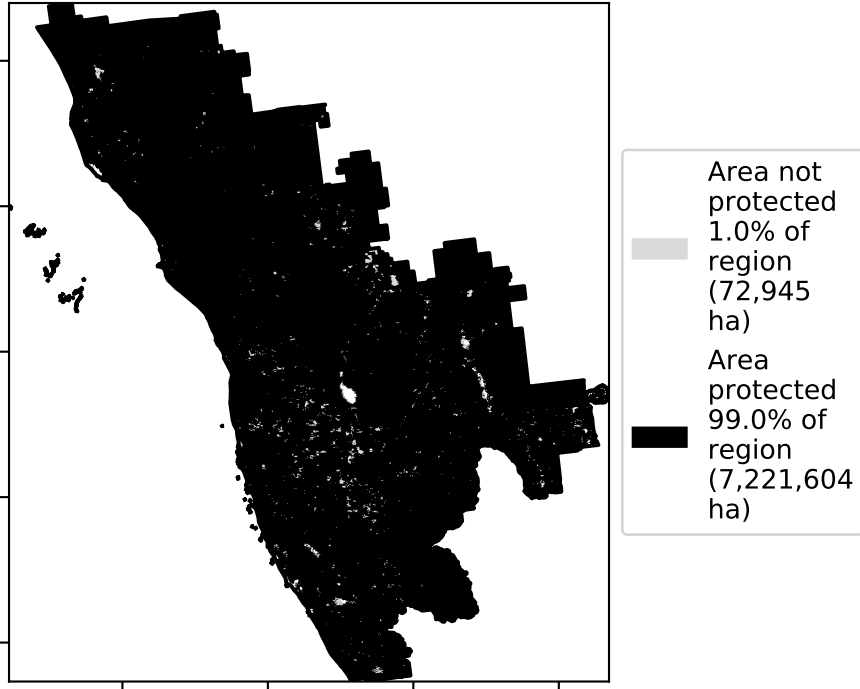 Area not
protected
1.0% of
region
(72,945
ha)
Area
protected
99.0% of
region
(7,221,604
ha)